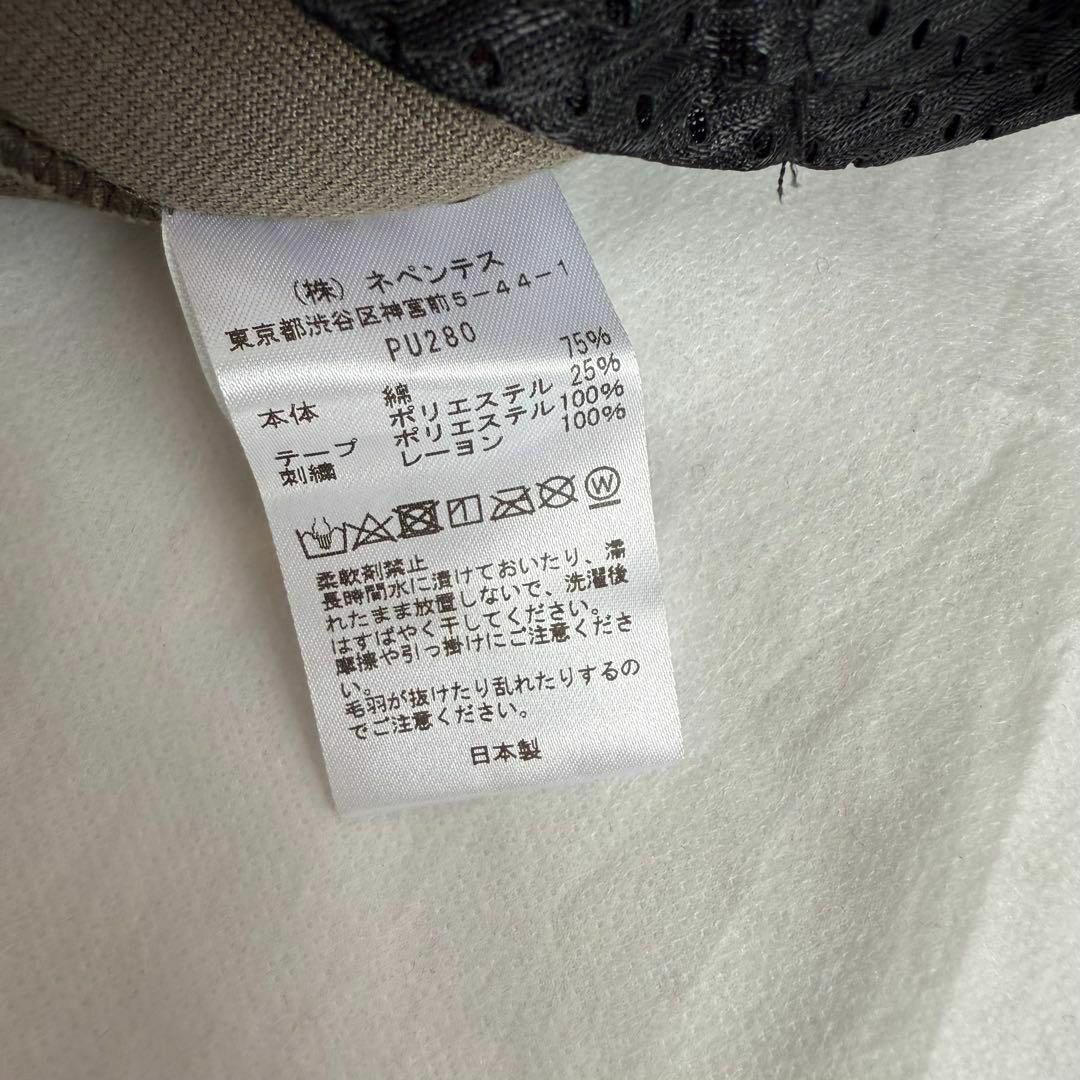 (株) ネペンテス
東京都渋谷区神宮前5-44-1
PU280
本体 綿 75%
ポリエステル 25%
テープ ポリエステル 100%
刺繍 レーヨン 100%
W
柔軟剤禁止
長時間水に漬けておいたり、濡
れたまま放置しないで、洗濯後
はすばやく干してください。
摩擦や引っ掛けにご注意くださ
い。
毛羽が抜けたり乱れたりするの
でご注意ください。
日本製